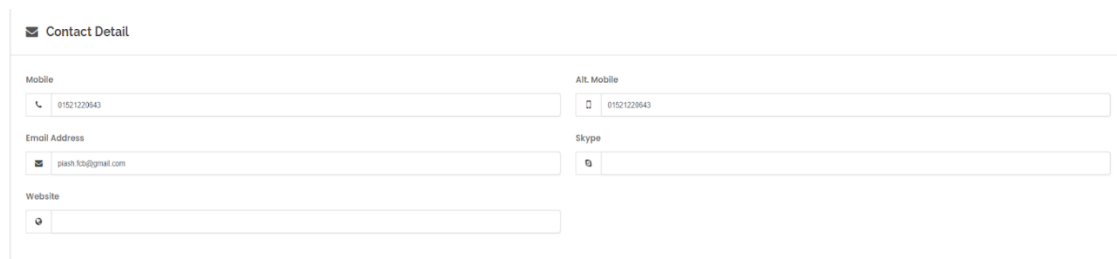 Contact Detail
Mobile
Alt. Mobile
01521220643
01521220643
Email Address
Skype
piash.fcb@gmail.com
Website